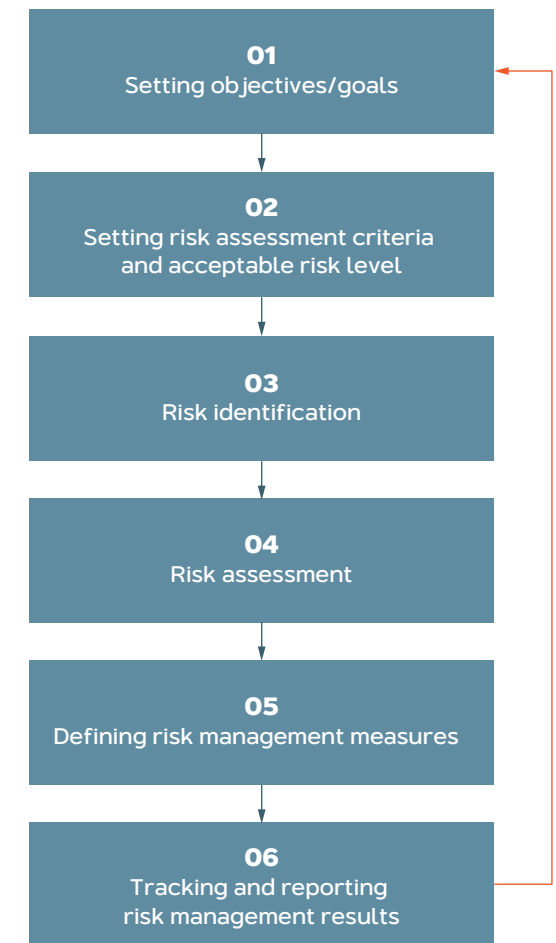 01
Setting objectives/goals
02
Setting risk assessment criteria
and acceptable risk level
03
Risk identification
04
Risk assessment
05
Defining risk management measures
06
Tracking and reporting
risk management results